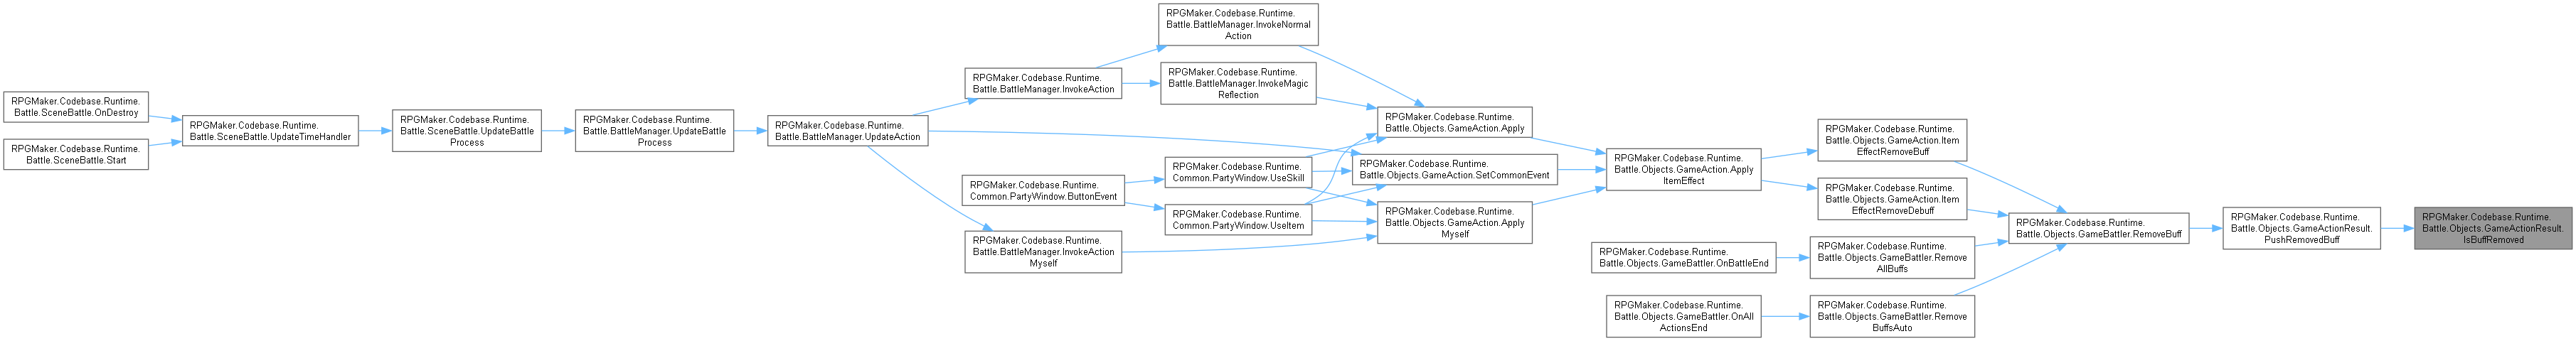 RPGMaker.Codebase.Runtime.
Battle.SceneBattle.OnDestroy
RPGMaker.Codebase.Runtime.
Battle.SceneBattle.Start
RPGMaker.Codebase.Runtime.
Battle.SceneBattle.UpdateTimeHandler
RPGMaker.Codebase.Runtime.
Battle.SceneBattle.UpdateBattle
Process
RPGMaker.Codebase.Runtime.
Battle.BattleManager.UpdateBattle
Process
RPGMaker.Codebase.Runtime.
Battle.BattleManager.UpdateAction
RPGMaker.Codebase.Runtime.
Battle.BattleManager.InvokeAction
RPGMaker.Codebase.Runtime.
Common.PartyWindow.ButtonEvent
RPGMaker.Codebase.Runtime.
Battle.BattleManager.InvokeAction
Myself
RPGMaker.Codebase.Runtime.
Battle.BattleManager.InvokeNormal
Action
RPGMaker.Codebase.Runtime.
Battle.BattleManager.InvokeMagic
Reflection
RPGMaker.Codebase.Runtime.
Common.PartyWindow.UseSkill
RPGMaker.Codebase.Runtime.
Common.PartyWindow.UseItem
RPGMaker.Codebase.Runtime.
Battle.Objects.GameAction.Apply
RPGMaker.Codebase.Runtime.
Battle.Objects.GameAction.SetCommonEvent
RPGMaker.Codebase.Runtime.
Battle.Objects.GameAction.Apply
Myself
RPGMaker.Codebase.Runtime.
Battle.Objects.GameAction.Apply
ItemEffect
RPGMaker.Codebase.Runtime.
Battle.Objects.GameBattler.OnBattleEnd
RPGMaker.Codebase.Runtime.
Battle.Objects.GameBattler.OnAll
ActionsEnd
RPGMaker.Codebase.Runtime.
Battle.Objects.GameAction.Item
EffectRemoveBuff
RPGMaker.Codebase.Runtime.
Battle.Objects.GameAction.Item
EffectRemoveDebuff
RPGMaker.Codebase.Runtime.
Battle.Objects.GameBattler.Remove
AllBuffs
RPGMaker.Codebase.Runtime.
Battle.Objects.GameBattler.Remove
BuffsAuto
RPGMaker.Codebase.Runtime.
Battle.Objects.GameBattler.RemoveBuff
RPGMaker.Codebase.Runtime.
Battle.Objects.GameActionResult.
PushRemovedBuff
RPGMaker.Codebase.Runtime.
Battle.Objects.GameActionResult.
IsBuffRemoved